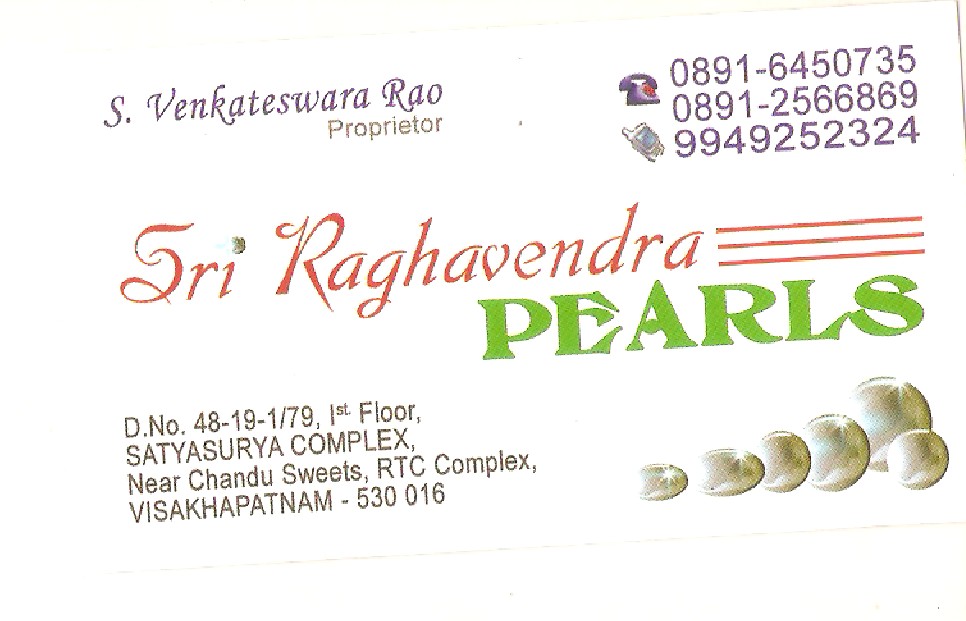 S. Venkateswara Rao
Proprietor
0891-6450735
0891-2566869
9949252324
Sri Raghavendra
PEARLS
D.No. 48-19-1/79, Ist Floor,
SATYASURYA COMPLEX,
Near Chandu Sweets, RTC Complex,
VISAKHAPATNAM - 530 016